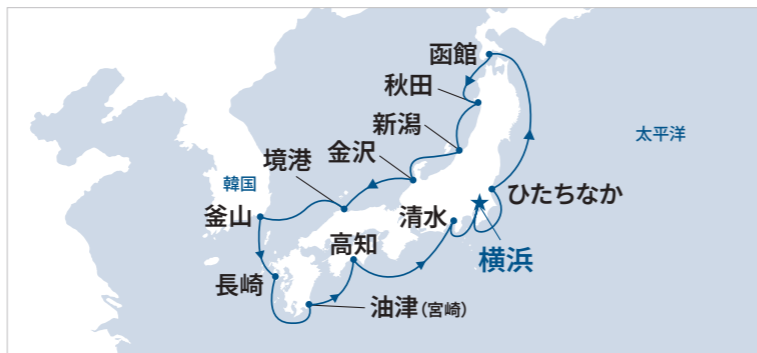 函館
秋田
新潟
金沢
境港
韓国
釜山
太平洋
ひたちなか
清水
横浜
高知
長崎
油津(宮崎)